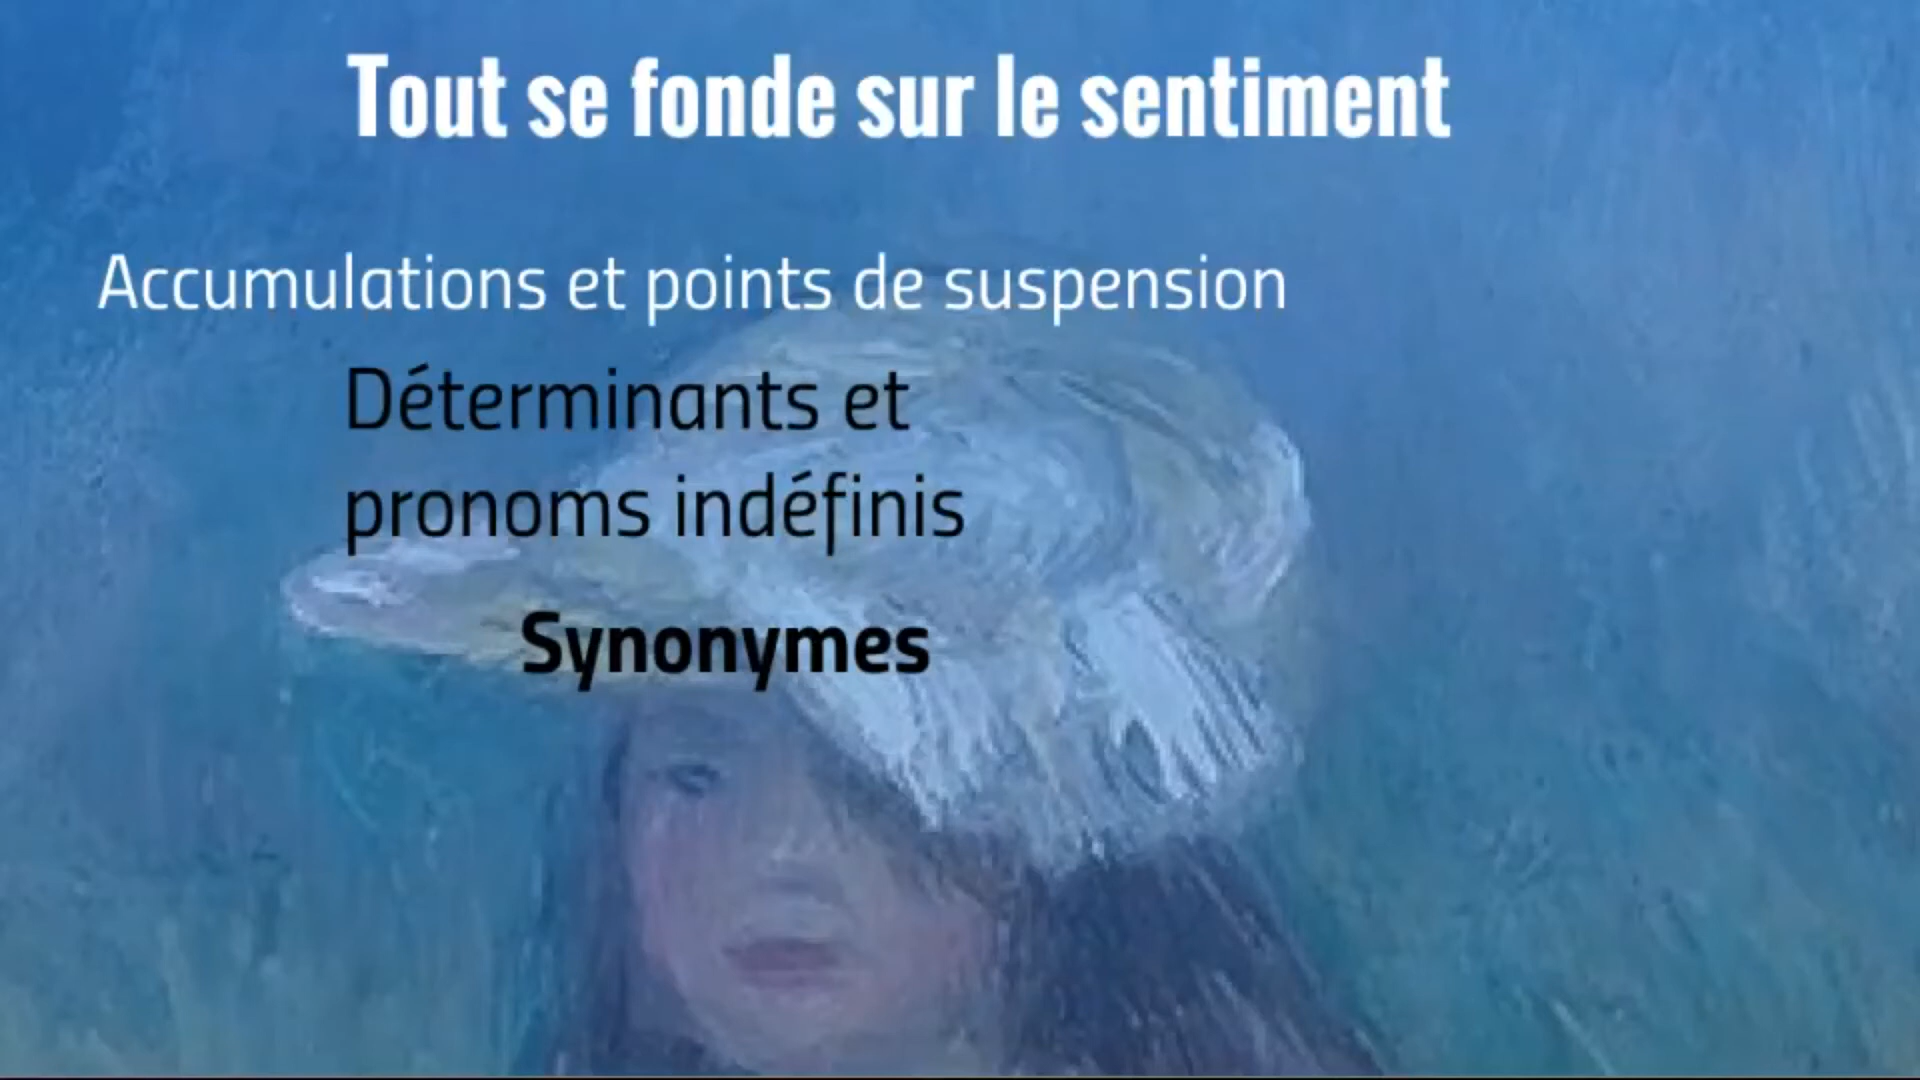 Tout se fonde sur le sentiment
Accumulations et points de suspension
Déterminants et
pronoms indéfinis
Synonymes